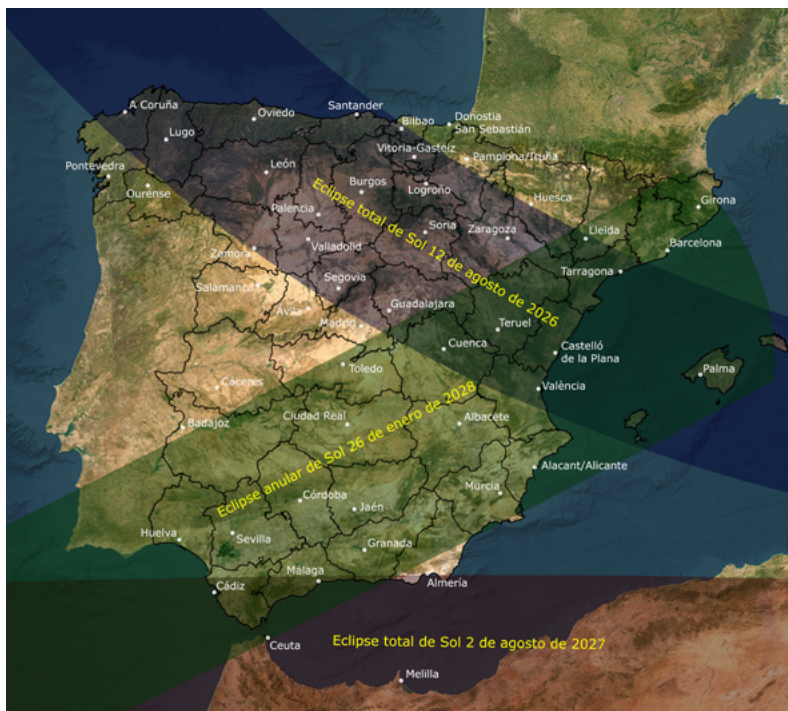 A Coruña
Oviedo
Santander
Bilbao
Donostia
San Sebastián
Lugo
Vitoria-Gasteiz
León
Pamplona/Iruña
Pontevedra
Ourense
Burgos
Logroño
Huesca
Girona
Palencia
Eclipse total de Sol 12 de agosto de 2026
Soria
Zaragoza
Lleida
Barcelona
Zamora
Valladolid
Tarragona
Salamanca
Segovia
Ávila
Guadalajara
Madrid
Teruel
Cuenca
Castelló
de la Plana
Toledo
Palma
Cáceres
València
Eclipse anular de Sol 26 de enero de 2028
Badajoz
Ciudad Real
Albacete
Alacant/Alicante
Murcia
Córdoba
Jaén
Huelva
Sevilla
Granada
Málaga
Almería
Cádiz
Ceuta
Eclipse total de Sol 2 de agosto de 2027
Melilla